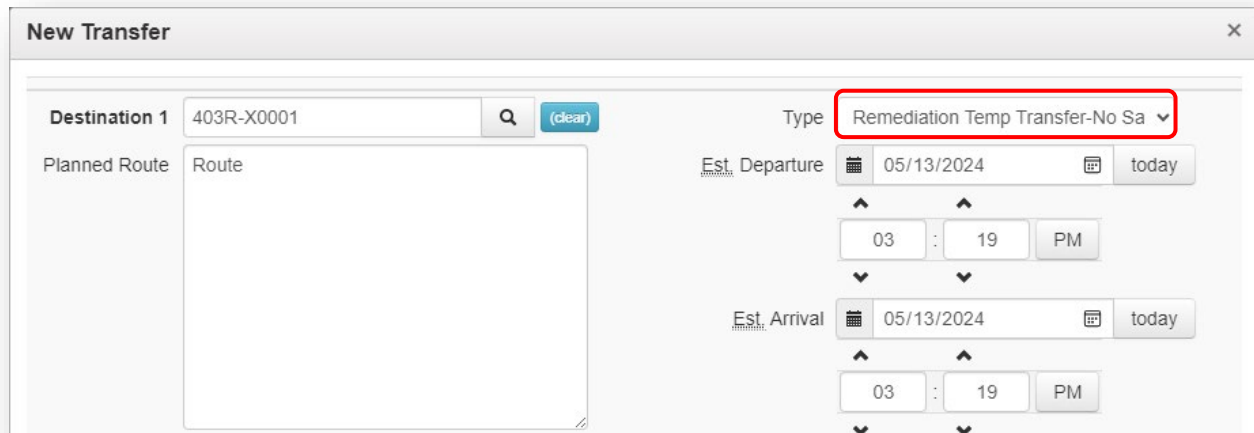 New Transfer ×
Destination 1 403R-X0001 (clear) Type Remediation Temp Transfer-No Sa
Planned Route Route Est. Departure 05/13/2024 today
03 : 19 PM
Est. Arrival 05/13/2024 today
03 : 19 PM